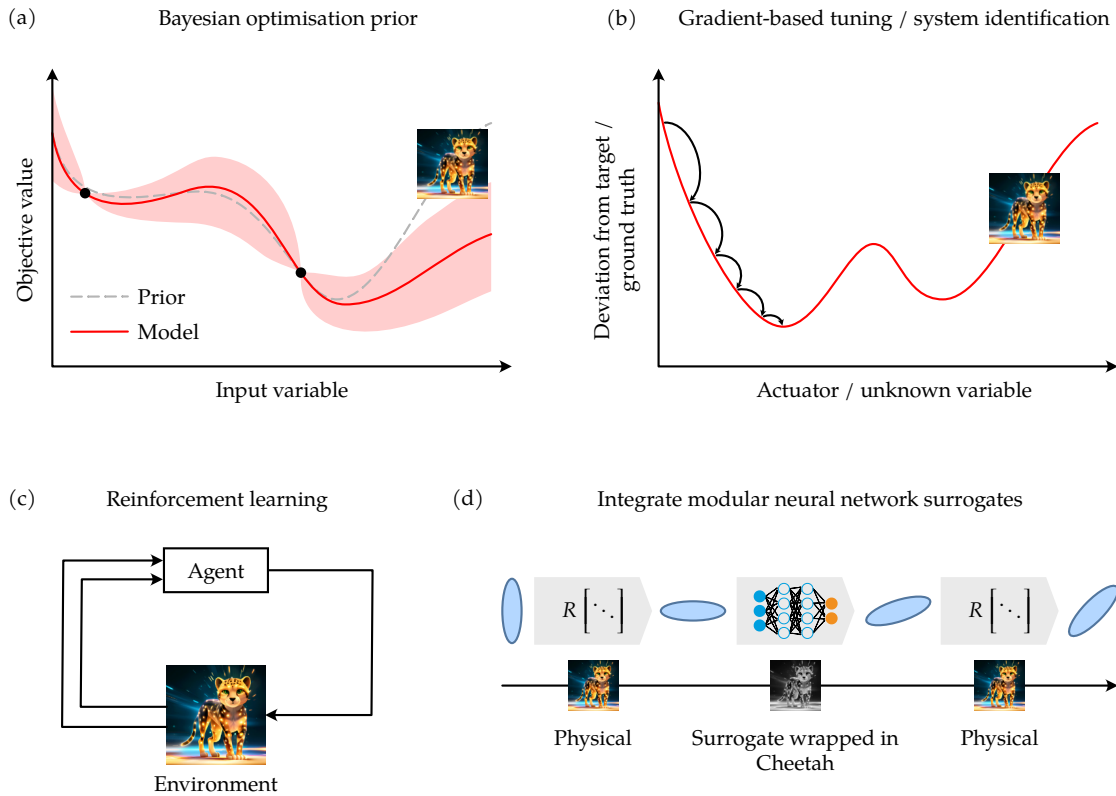 (a)
Bayesian optimisation prior
Objective value
Prior
Model
Input variable
(b)
Gradient-based tuning / system identification
Deviation from target /
ground truth
Actuator / unknown variable
(c)
Reinforcement learning
Agent
Environment
(d)
Integrate modular neural network surrogates
R [⋱]
R [⋱]
Physical
Surrogate wrapped in
Cheetah
Physical